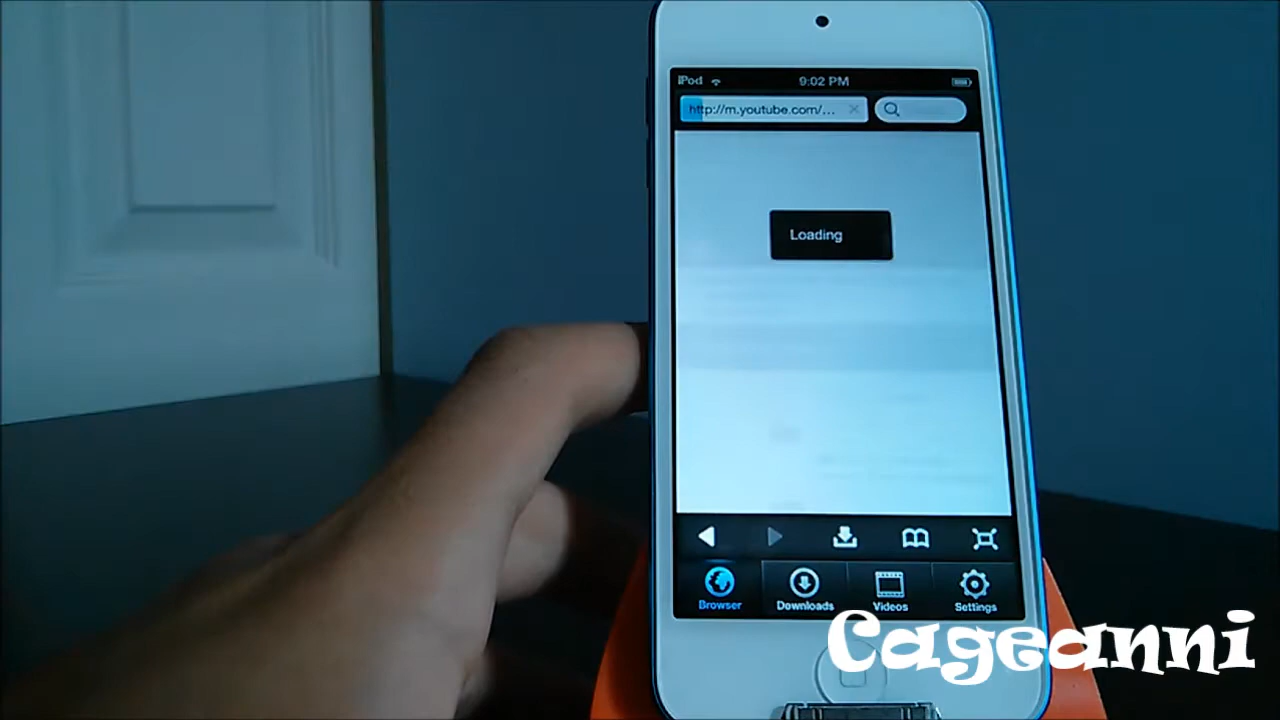 iPod 9:02 PM
http://m.youtube.com/...
Loading
Browser Downloads Videos Settings
Cageanni